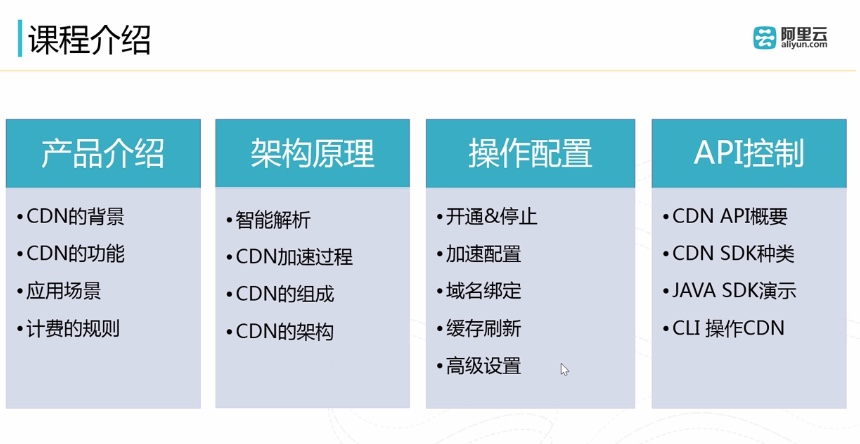 课程介绍
阿里云
aliyun.com
产品介绍
•CDN的背景
•CDN的功能
•应用场景
•计费的规则
架构原理
•智能解析
•CDN加速过程
•CDN的组成
•CDN的架构
操作配置
•开通&停止
•加速配置
•域名绑定
•缓存刷新
•高级设置
API控制
•CDN API概要
•CDN SDK种类
•JAVA SDK演示
•CLI 操作CDN